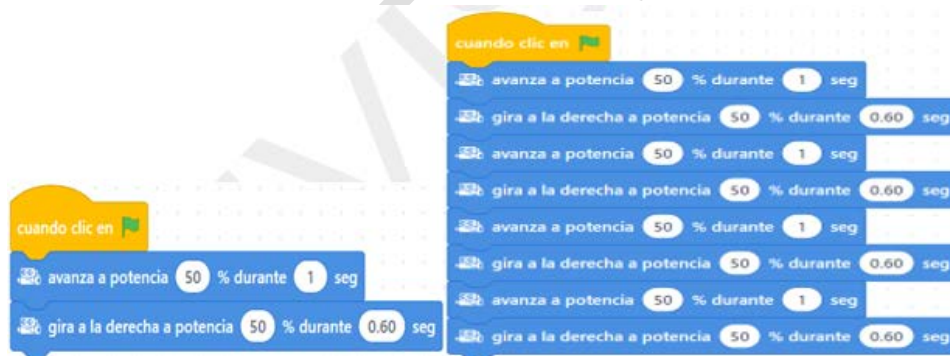 cuando clic en
avanza a potencia 50 % durante 1 seg
gira a la derecha a potencia 50 % durante 0.60 seg
cuando clic en
avanza a potencia 50 % durante 1 seg
gira a la derecha a potencia 50 % durante 0.60 seg
avanza a potencia 50 % durante 1 seg
gira a la derecha a potencia 50 % durante 0.60 seg
avanza a potencia 50 % durante 1 seg
gira a la derecha a potencia 50 % durante 0.60 seg
avanza a potencia 50 % durante 1 seg
gira a la derecha a potencia 50 % durante 0.60 seg